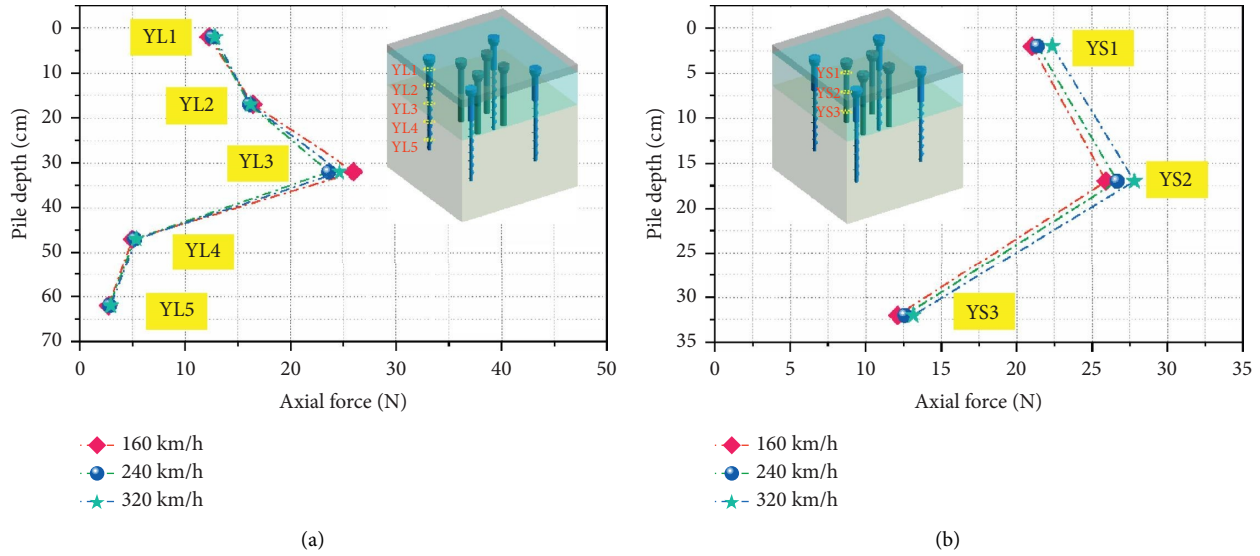 0
10
20
30
40
50
60
70
Pile depth (cm)
0
10
20
30
40
50
Axial force (N)
YL1
YL2
YL3
YL4
YL5
YL1
YL2
YL3
YL4
YL5
160 km/h
240 km/h
320 km/h
(a)
0
5
10
15
20
25
30
35
Pile depth (cm)
0
5
10
15
20
25
30
35
Axial force (N)
YS1
YS2
YS3
YS1
YS2
YS3
160 km/h
240 km/h
320 km/h
(b)